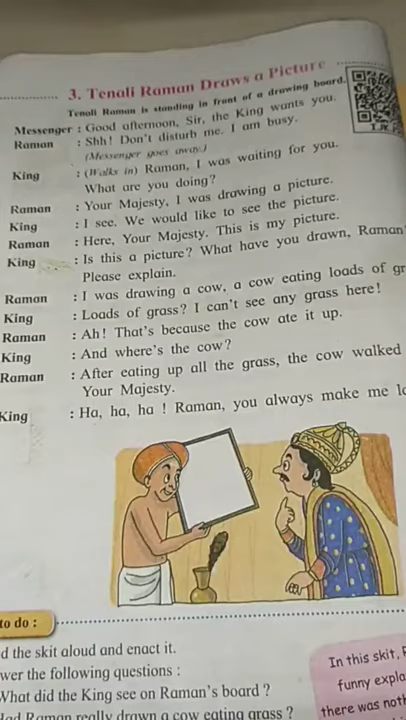 3. Tenali Raman Draws a Picture
Tenali Raman is standing in front of a drawing board.
Messenger : Good afternoon, Sir, the King wants you.
Raman : Shh! Don't disturb me. I am busy.
(Messenger goes away.)
King : (Walks in) Raman, I was waiting for you.
What are you doing?
Raman : Your Majesty, I was drawing a picture.
King : I see. We would like to see the picture.
Raman : Here, Your Majesty. This is my picture.
King : Is this a picture? What have you drawn, Raman
Please explain.
Raman : I was drawing a cow, a cow eating loads of
King : Loads of grass? I can't see any grass here!
Raman : Ah! That's because the cow ate it up.
King : And where's the cow?
Raman : After eating up all the grass, the cow walked
Your Majesty.
King : Ha, ha, ha ! Raman, you always make me
to do :
the skit aloud and enact it.
the following questions :
What did the King see on Raman's board ?
Raman really drawn a cow eating grass ?
In this skit,
funny
there was